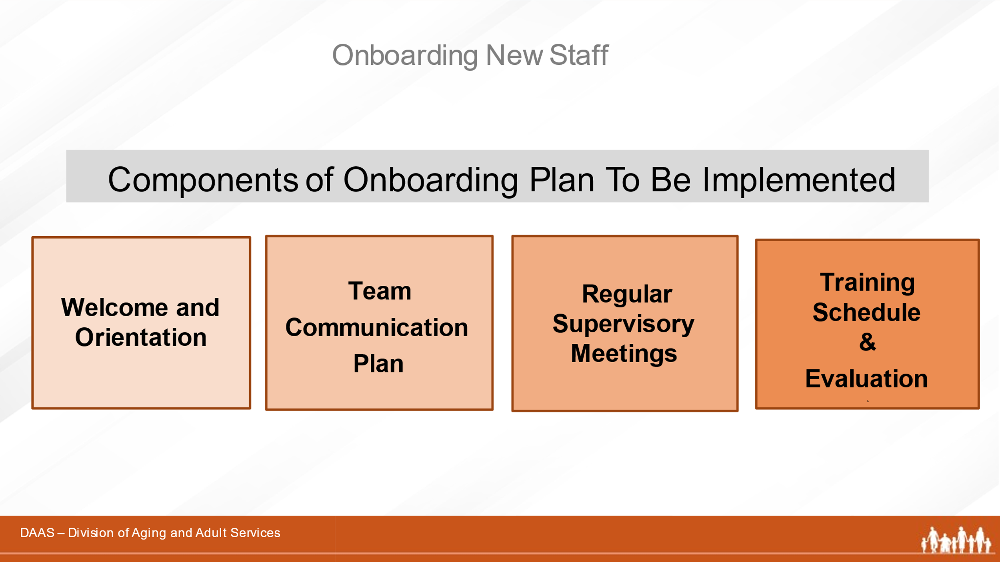 Onboarding New Staff
Components of Onboarding Plan To Be Implemented
Welcome and
Orientation
Team
Communication
Plan
Regular
Supervisory
Meetings
Training
Schedule
&
Evaluation
&
DAAS – Division of Aging and Adult Services